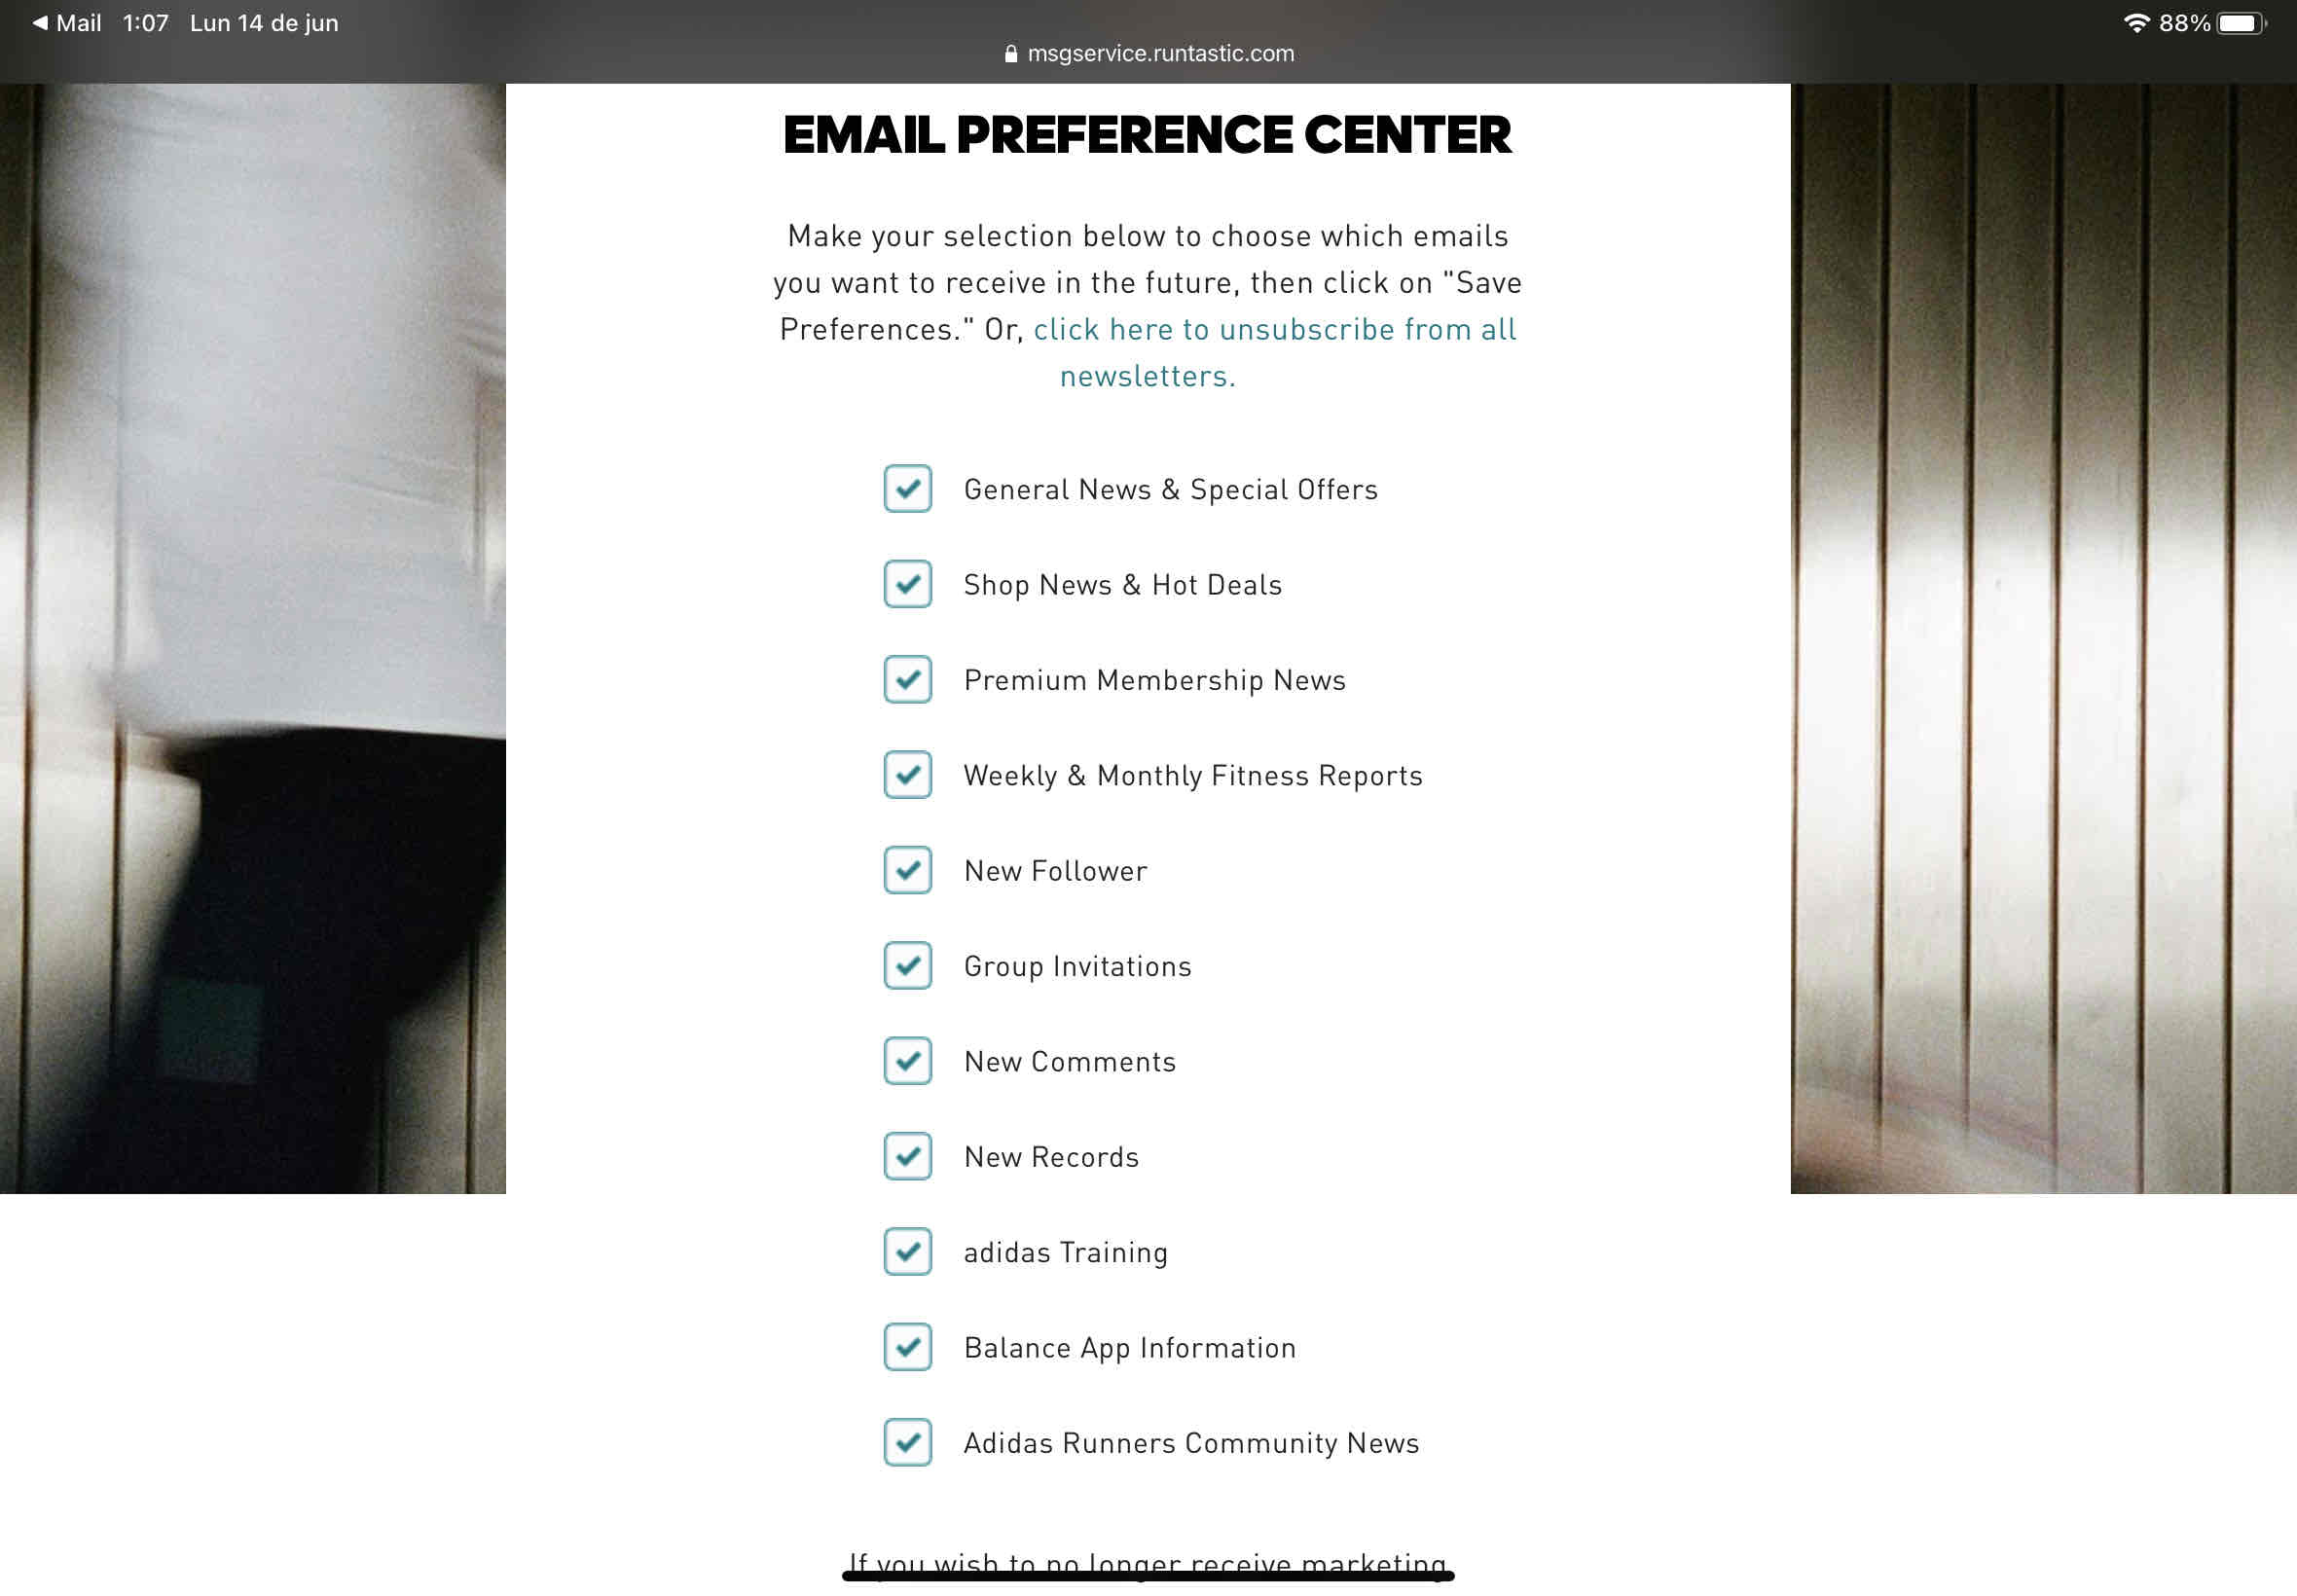 Mail 1:07 Lun 14 de jun 88%
msgservice.runtastic.com
EMAIL PREFERENCE CENTER
Make your selection below to choose which emails
you want to receive in the future, then click on "Save
Preferences." Or, click here to unsubscribe from all
newsletters.
General News & Special Offers
Shop News & Hot Deals
Premium Membership News
Weekly & Monthly Fitness Reports
New Follower
Group Invitations
New Comments
New Records
adidas Training
Balance App Information
Adidas Runners Community News
If you wish to no longer receive marketing